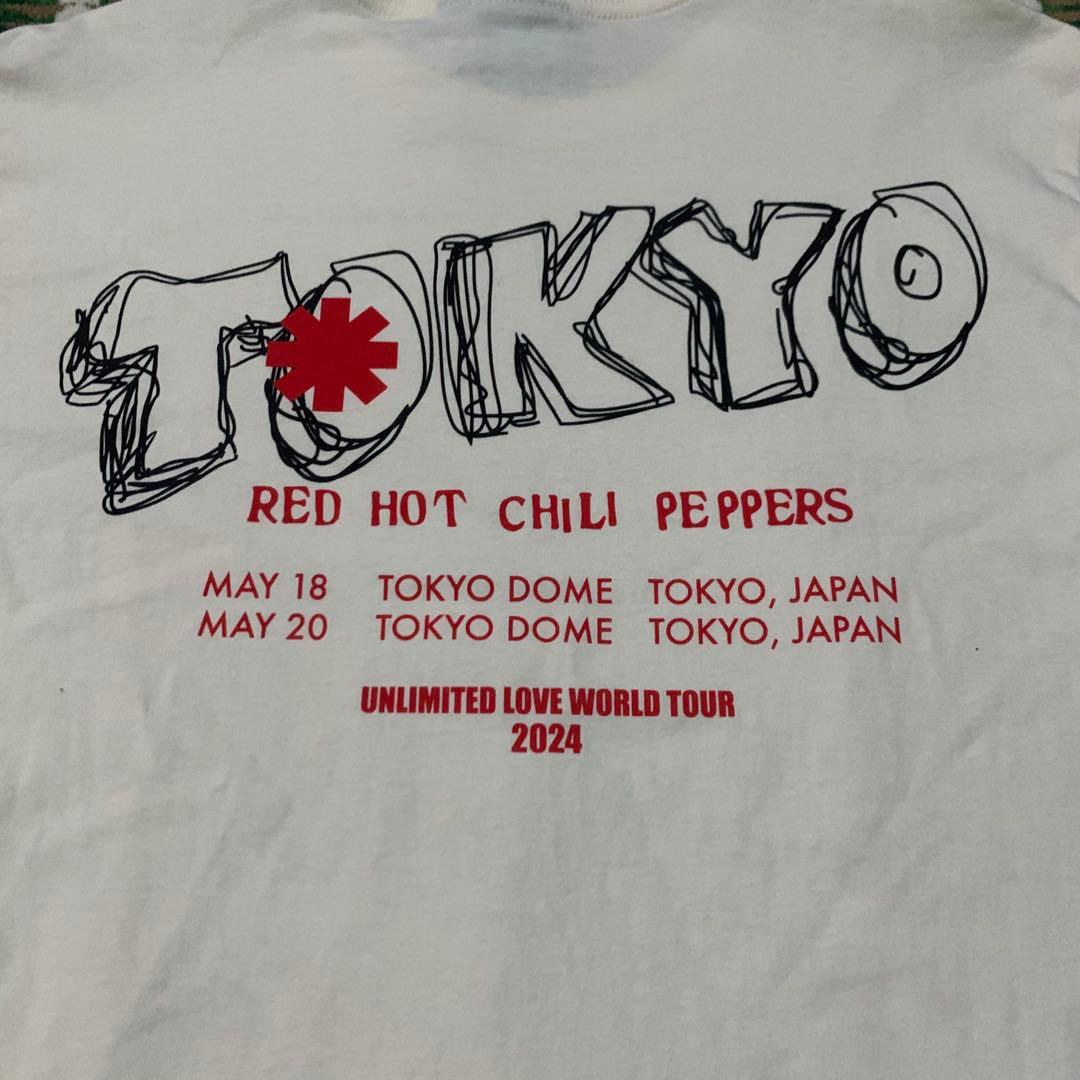 TOKYO
RED HOT CHILI PEPPERS
MAY 18 TOKYO DOME TOKYO, JAPAN
MAY 20 TOKYO DOME TOKYO, JAPAN
UNLIMITED LOVE WORLD TOUR
2024